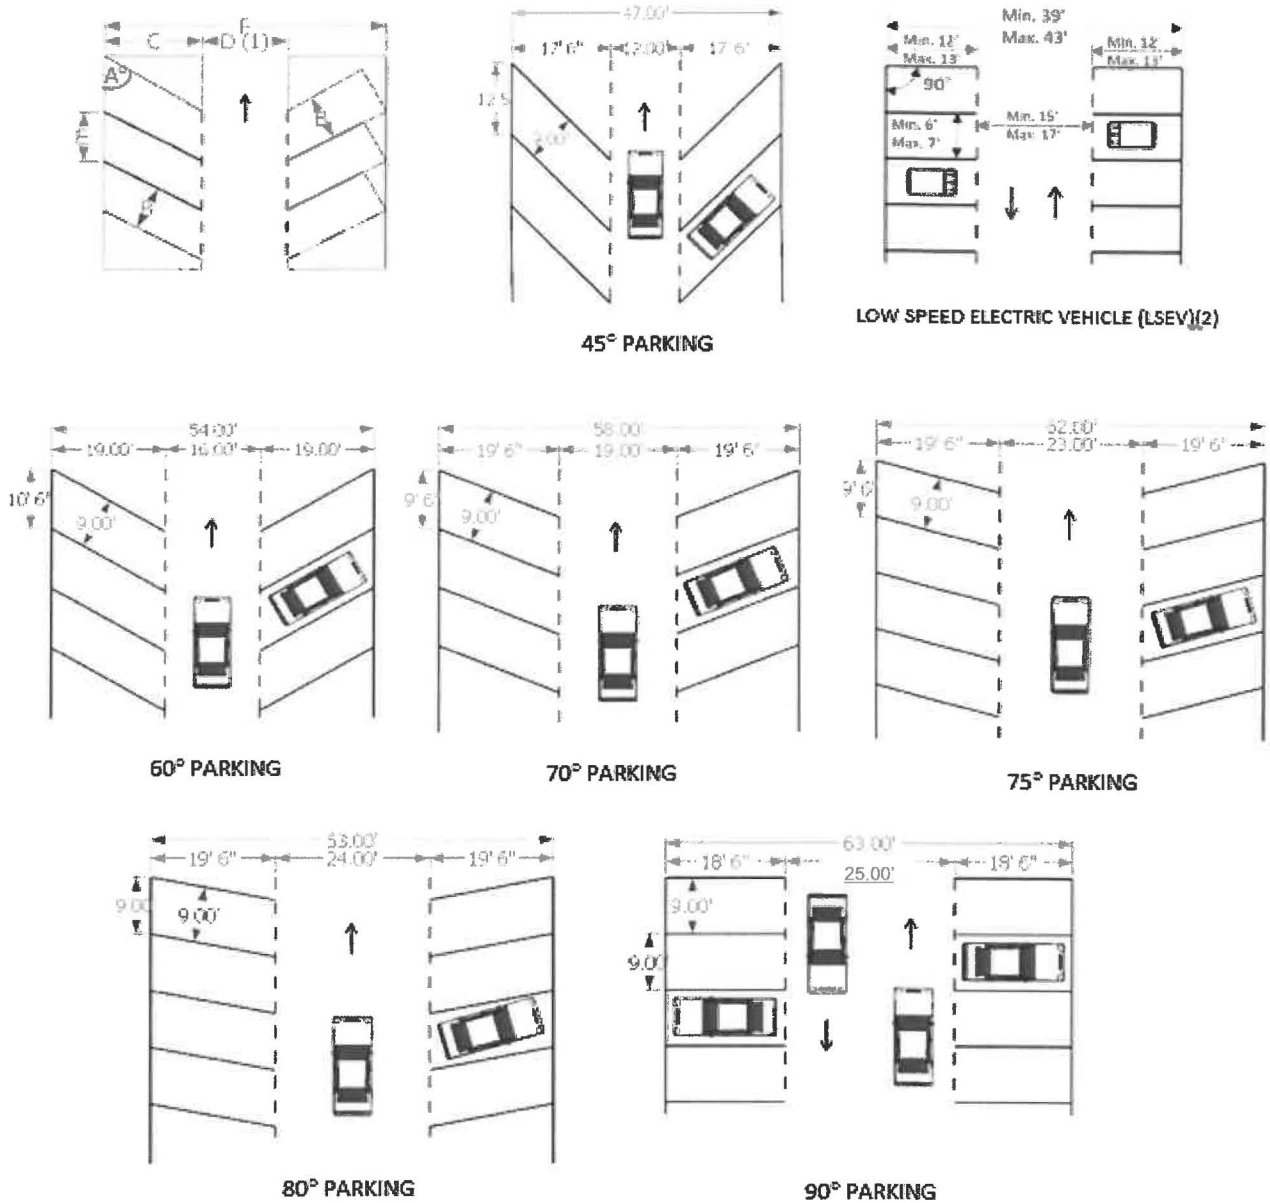 F
C D (1)
A°
E
B
B
47.00'
17' 6" 12.00' 17' 6"
12.5
9.00'
45° PARKING
Min. 39'
Max. 43'
Min. 12'
Max. 13'
Min. 12'
Max. 13'
90°
Min. 6'
Max. 7'
Min. 15'
Max. 17'
LOW SPEED ELECTRIC VEHICLE (LSEV)(2)
54.00'
19.00' 16.00' 19.00'
10' 6"
9.00'
60° PARKING
58.00'
19' 6" 19.00' 19' 6"
9' 6"
9.00'
70° PARKING
62.00'
19' 6" 23.00' 19' 6"
9' 6"
9.00'
75° PARKING
63.00'
19' 6" 24.00' 19' 6"
9.00
9.00'
80° PARKING
63.00'
18' 6" 18' 6"
25.00'
9.00'
9.00'
90° PARKING